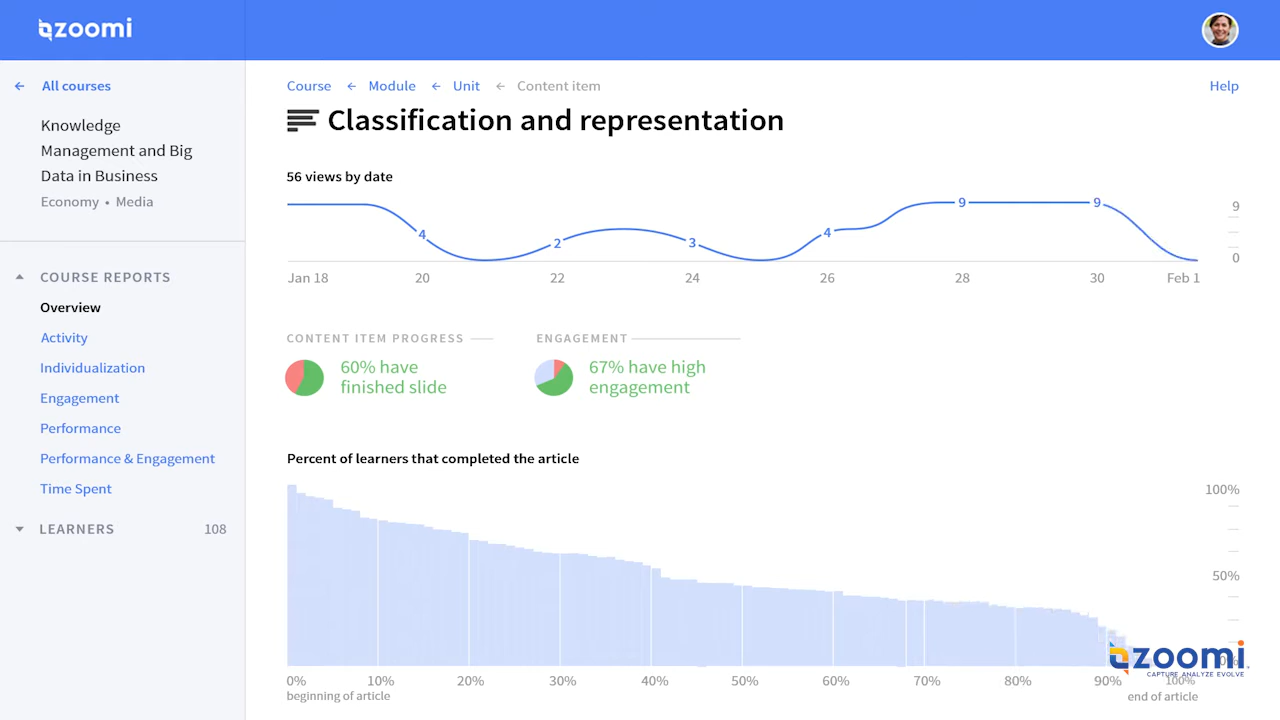 zoomi
All courses
Course ← Module ← Unit ← Content item
Help
Classification and representation
Knowledge
Management and Big
Data in Business
Economy • Media
56 views by date
4
2
3
4
9
9
9
0
Jan 18
20
22
24
26
28
30
Feb 1
COURSE REPORTS
Overview
Activity
Individualization
Engagement
Performance
Performance & Engagement
Time Spent
LEARNERS 108
CONTENT ITEM PROGRESS
60% have
finished slide
ENGAGEMENT
67% have high
engagement
Percent of learners that completed the article
100%
50%
0%
0%
10%
20%
30%
40%
50%
60%
70%
80%
90%
100%
beginning of article
end of article
zoomi
CAPTURE ANALYZE EVOLVE